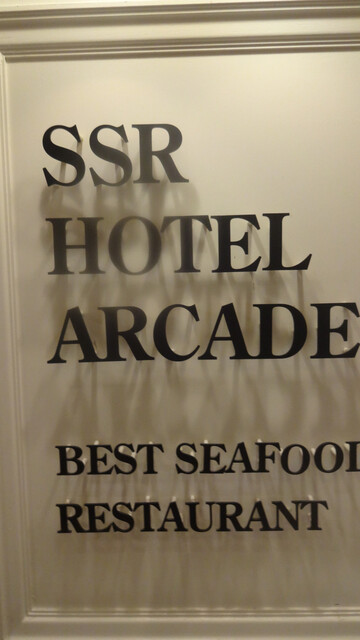 SSR
HOTEL
ARCADE
BEST SEAFOOD
RESTAURANT